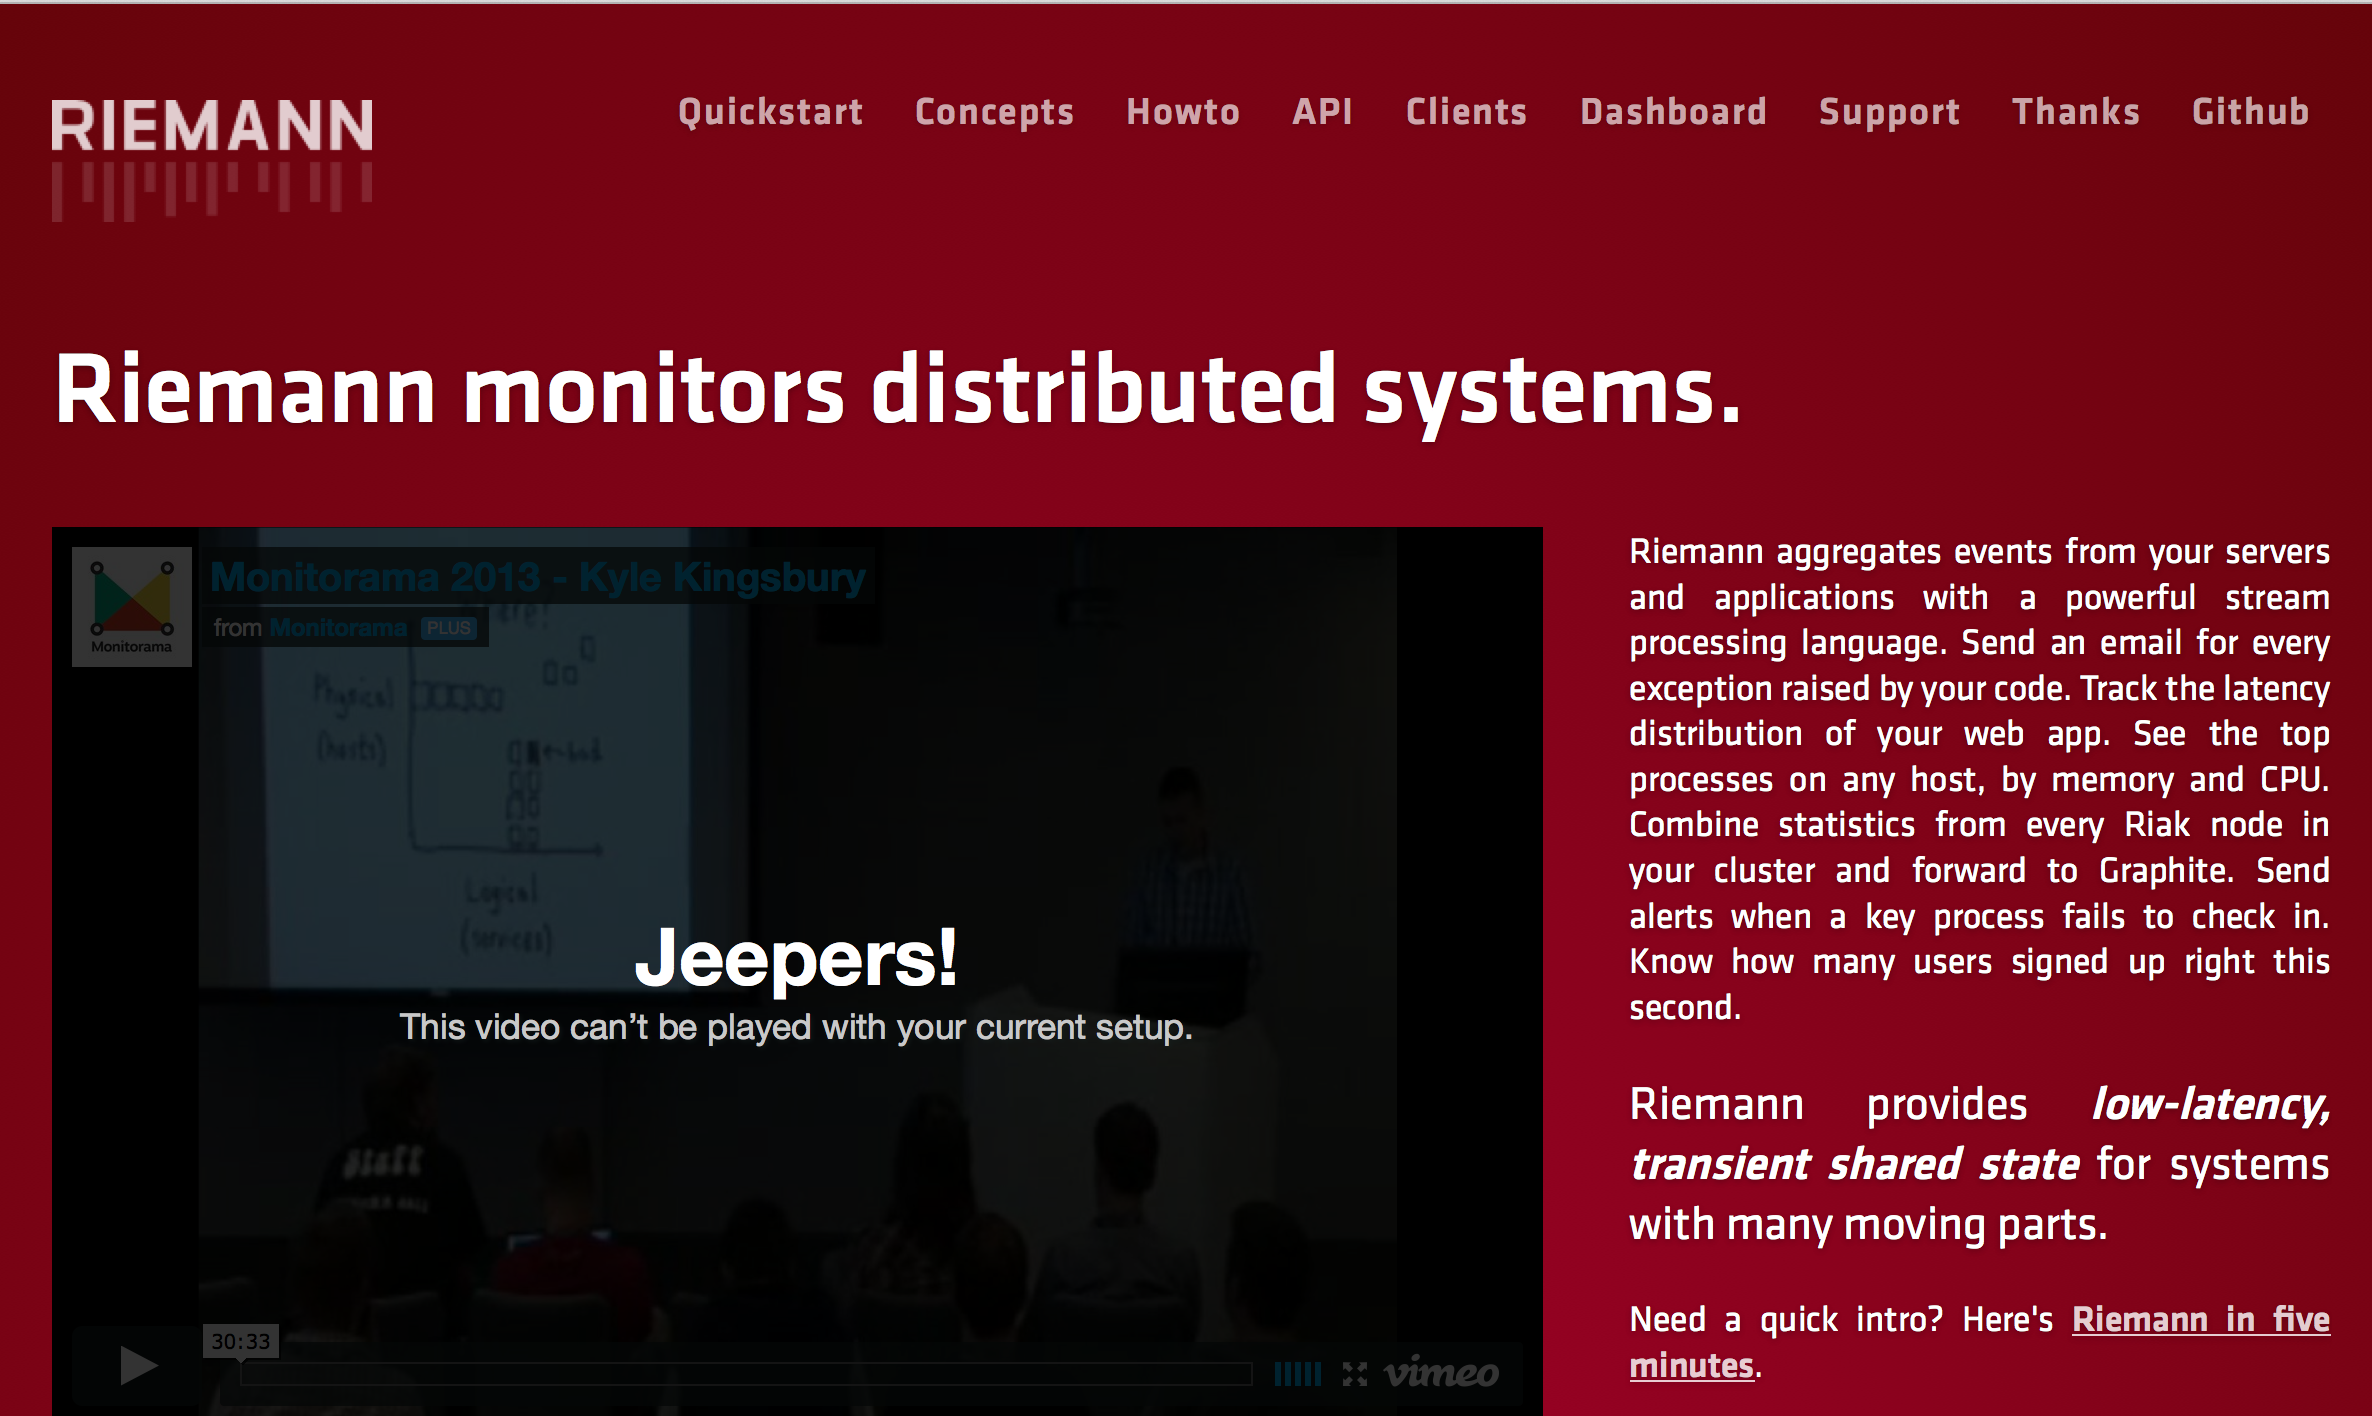 RIEMANN
Quickstart Concepts Howto API Clients Dashboard Support Thanks Github
Riemann monitors distributed systems.
Monitorama
Monitorama 2013 - Kyle Kingsbury
from Monitorama PLUS
Physical
(hosts)
Logical
(services)
Jeepers!
This video can’t be played with your current setup.
Staff
30:33
vimeo
Riemann aggregates events from your servers
and applications with a powerful stream
processing language. Send an email for every
exception raised by your code. Track the latency
distribution of your web app. See the top
processes on any host, by memory and CPU.
Combine statistics from every Riak node in
your cluster and forward to Graphite. Send
alerts when a key process fails to check in.
Know how many users signed up right this
second.
Riemann provides low-latency,
transient shared state for systems
with many moving parts.
Need a quick intro? Here's Riemann in five
minutes.